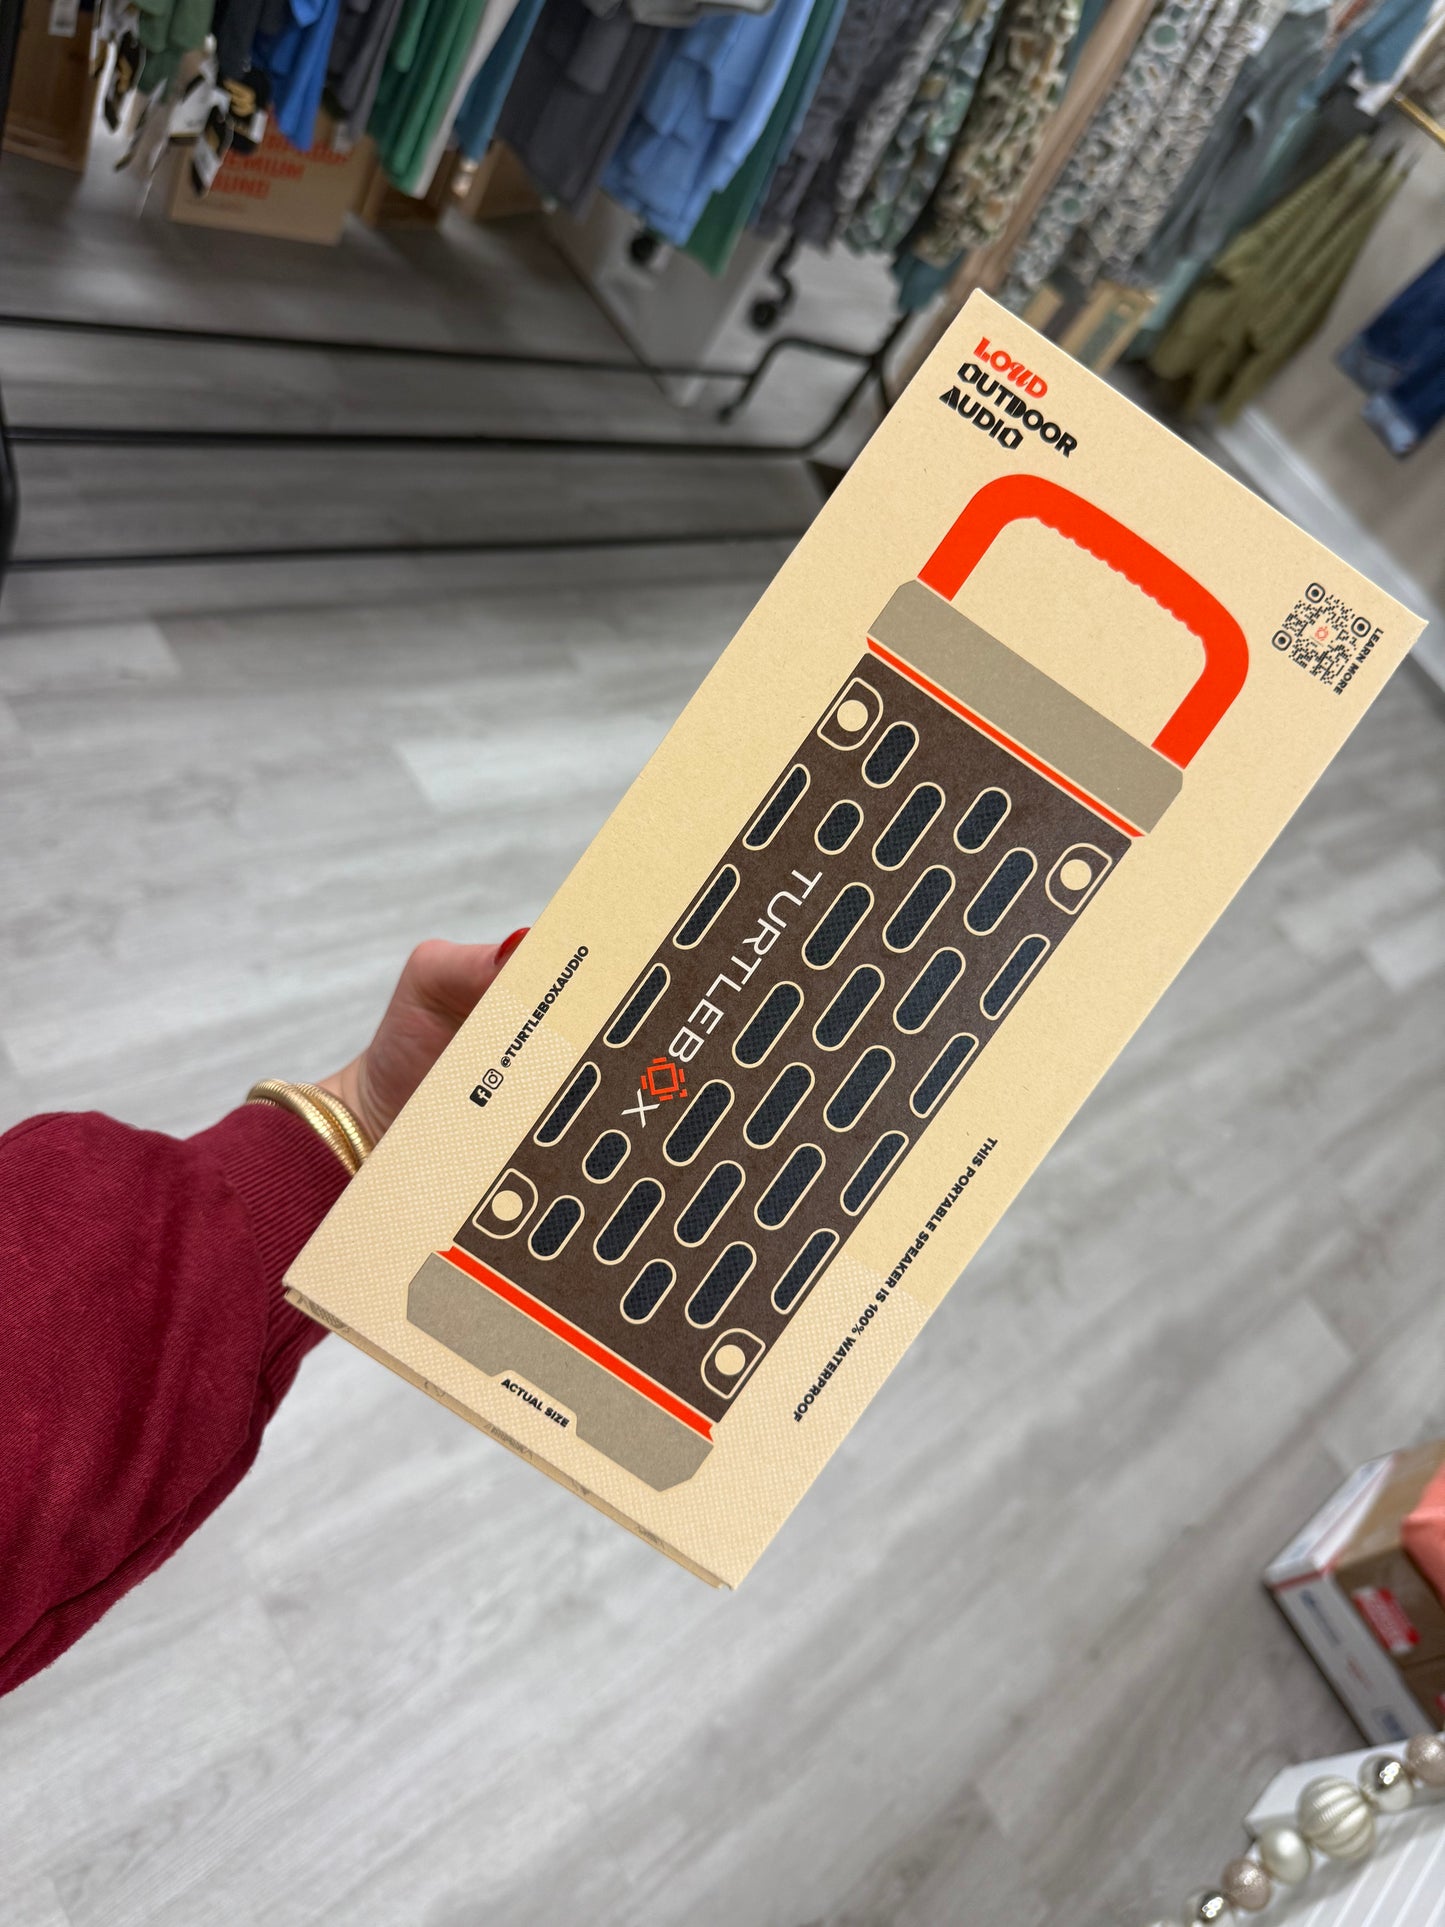 LOUD
OUTDOOR
AUDIO
LEARN MORE
TURTLEBOX
@TURTLEBOXAUDIO
THIS PORTABLE SPEAKER IS 100% WATERPROOF
ACTUAL SIZE